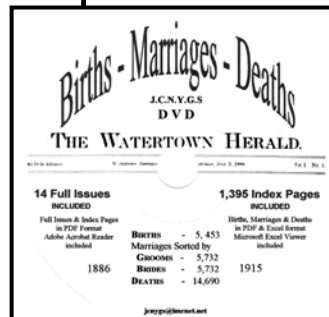 Births - Marriages - Deaths
J.C.N.Y.G.S
DVD
THE WATERTOWN HERALD.
14 Full Issues
INCLUDED
Full Issues & Index Pages
in PDF Format
Adobe Acrobat Reader
included
1,395 Index Pages
INCLUDED
Births, Marriages & Deaths
in PDF & Excel format
Microsoft Excel Viewer
included
BIRTHS - 5, 453
Marriages Sorted by
GROOMS - 5,732
BRIDES - 5,732
DEATHS - 14,690
1886
1915
jcnygs@imcnet.net